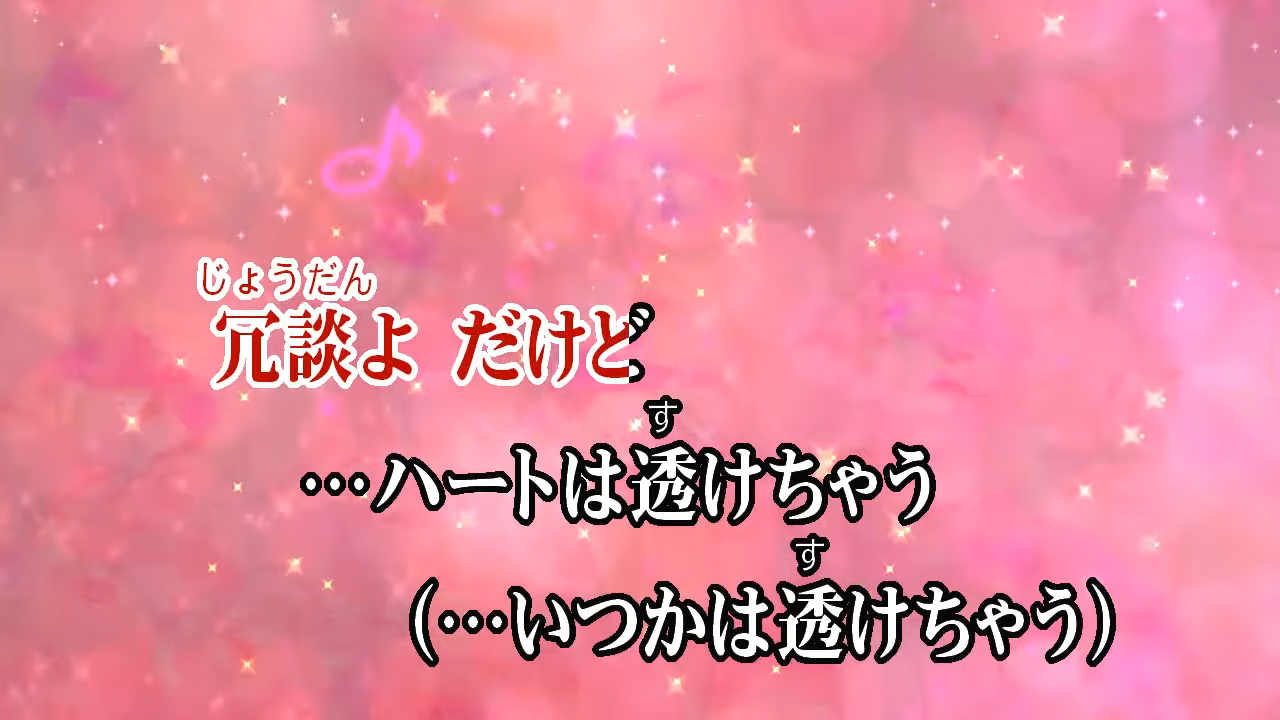 じょうだん
冗談よ だけど
す
…ハートは透けちゃう
す
(…いつかは透けちゃう)